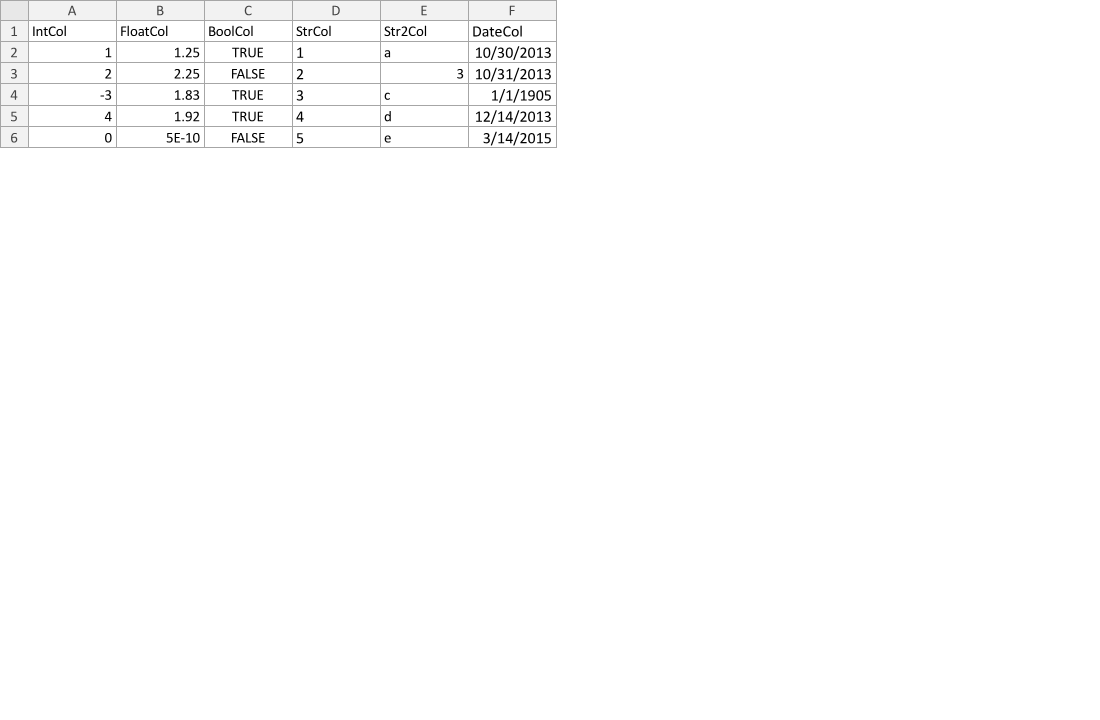 A B C D E F
1 IntCol FloatCol BoolCol StrCol Str2Col DateCol
2 1 1.25 TRUE 1 a 10/30/2013
3 2 2.25 FALSE 2 3 10/31/2013
4 -3 1.83 TRUE 3 c 1/1/1905
5 4 1.92 TRUE 4 d 12/14/2013
6 0 5E-10 FALSE 5 e 3/14/2015